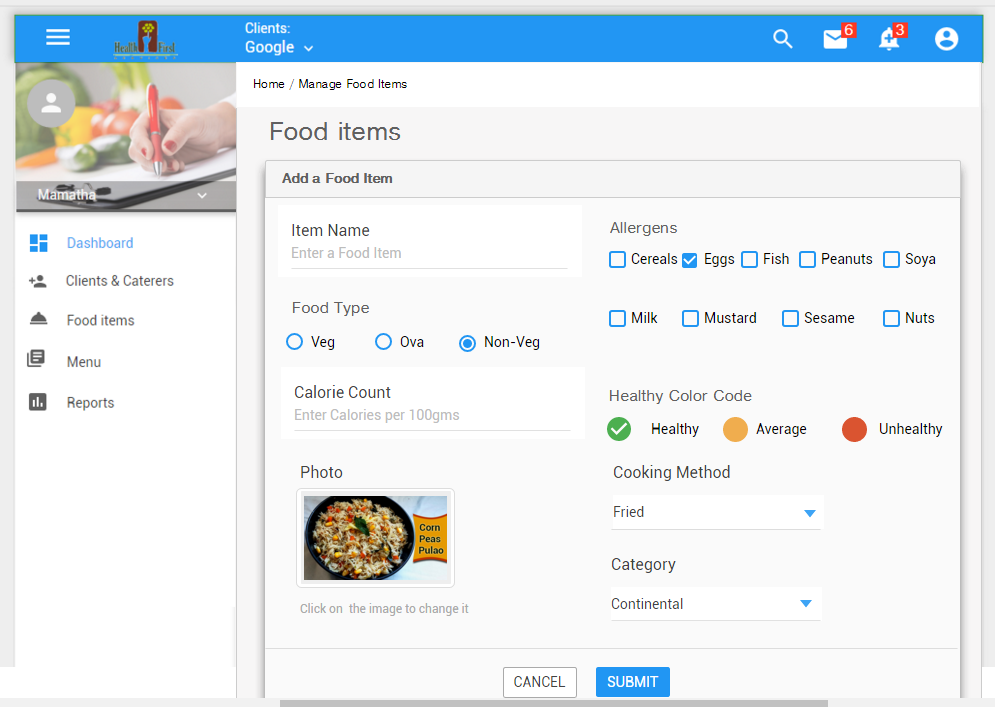 Clients:
Google
6
3
Health First
Home / Manage Food Items
Mamatha
Dashboard
Clients & Caterers
Food items
Menu
Reports
Food items
Add a Food Item
Item Name
Enter a Food Item
Food Type
Veg
Ova
Non-Veg
Calorie Count
Enter Calories per 100gms
Photo
Corn
Peas
Pulao
Click on the image to change it
Allergens
Cereals Eggs Fish Peanuts Soya
Milk Mustard Sesame Nuts
Healthy Color Code
Healthy Average Unhealthy
Cooking Method
Fried
Category
Continental
CANCEL
SUBMIT